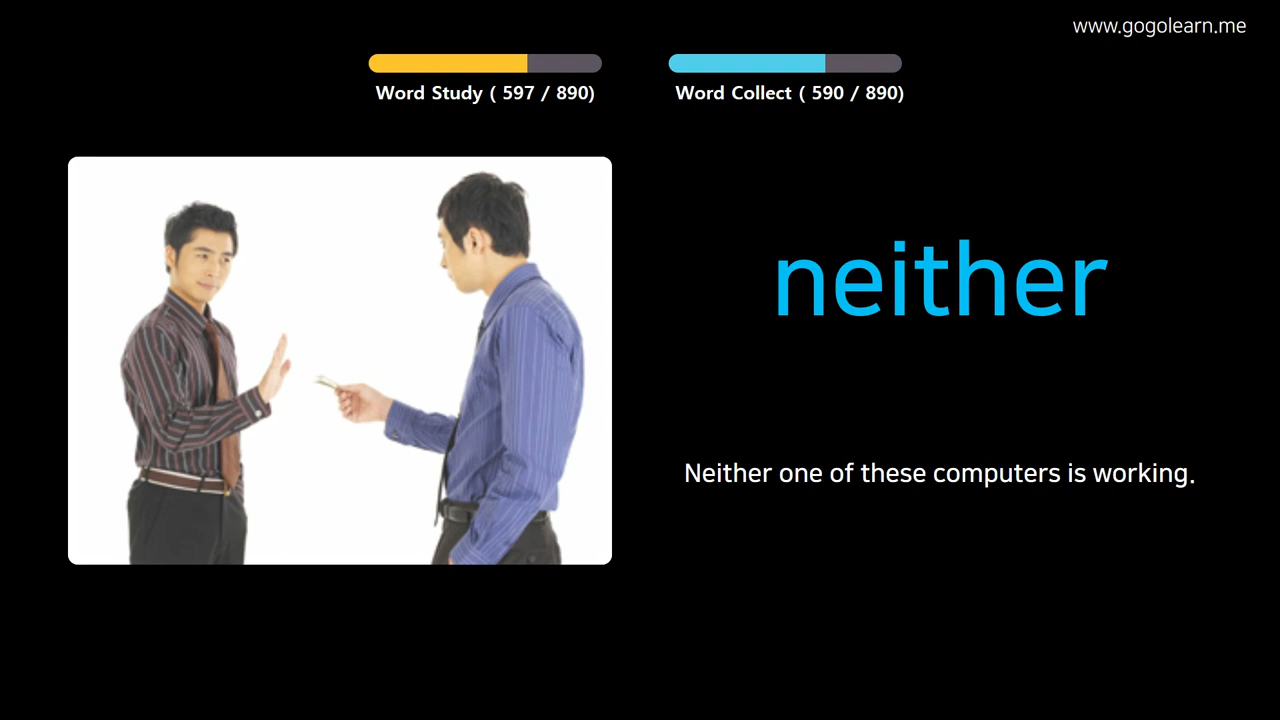 www.gogolearn.me
Word Study ( 597 / 890)
Word Collect ( 590 / 890)
neither
Neither one of these computers is working.